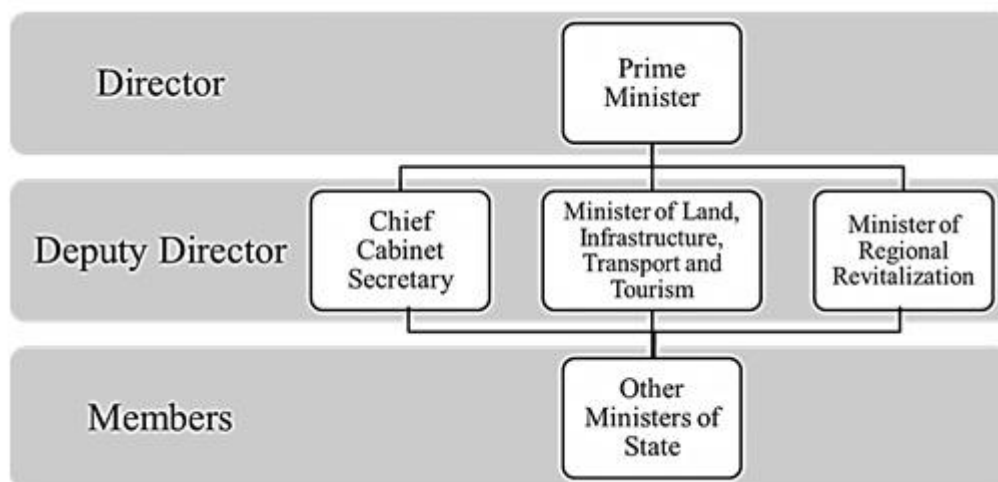 Director
Prime
Minister
Deputy Director
Chief
Cabinet
Secretary
Minister of Land,
Infrastructure,
Transport and
Tourism
Minister of
Regional
Revitalization
Members
Other
Ministers of
State